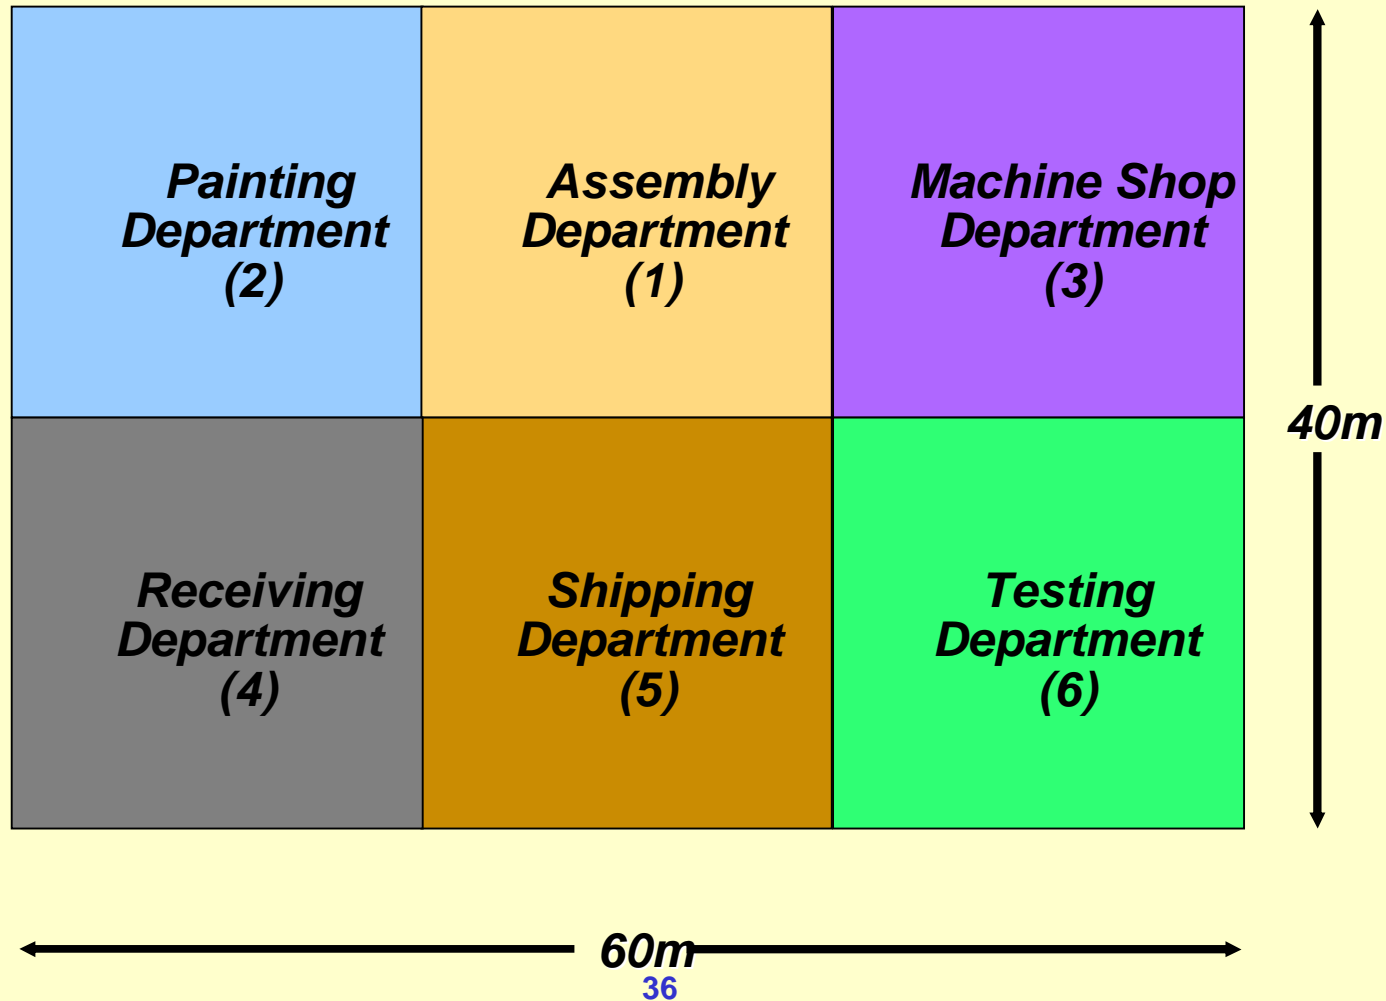 Painting
Department
(2)
Assembly
Department
(1)
Machine Shop
Department
(3)
40m
Receiving
Department
(4)
Shipping
Department
(5)
Testing
Department
(6)
60m
36